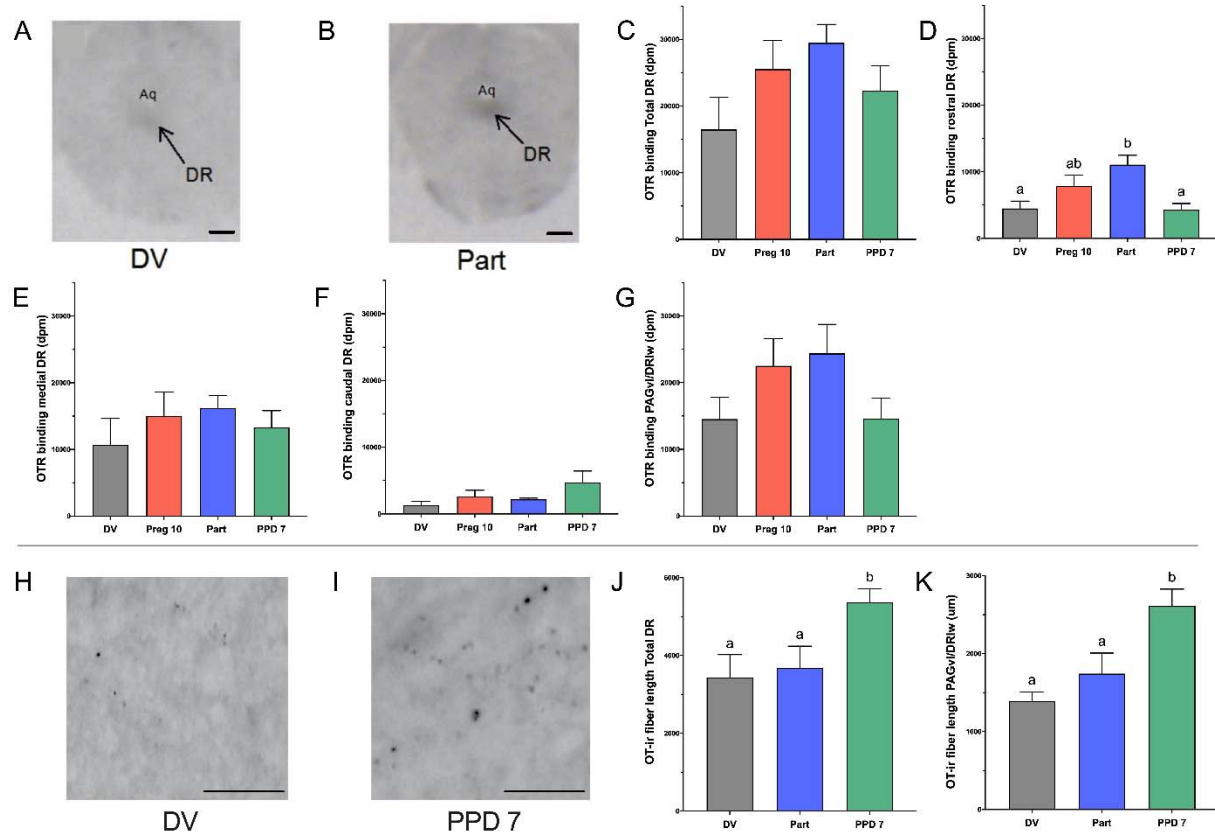 A
Aq
DR
DV
B
Aq
DR
Part
C
OTR binding Total DR (dpm)
30000
20000
10000
0
DV Preg 10 Part PPD 7
D
OTR binding rostral DR (dpm)
30000
20000
10000
0
a ab b a
DV Preg 10 Part PPD 7
E
OTR binding medial DR (dpm)
30000
20000
10000
0
DV Preg 10 Part PPD 7
F
OTR binding caudal DR (dpm)
30000
20000
10000
0
DV Preg 10 Part PPD 7
G
OTR binding PAGvl/DRlw (dpm)
30000
20000
10000
0
DV Preg 10 Part PPD 7
H
DV
I
PPD 7
J
OT-ir fiber length Total DR
6000
4000
2000
0
a a b
DV Part PPD 7
K
OT-ir fiber length PAGvl/DRlw (um)
3000
2000
1000
0
a a b
DV Part PPD 7